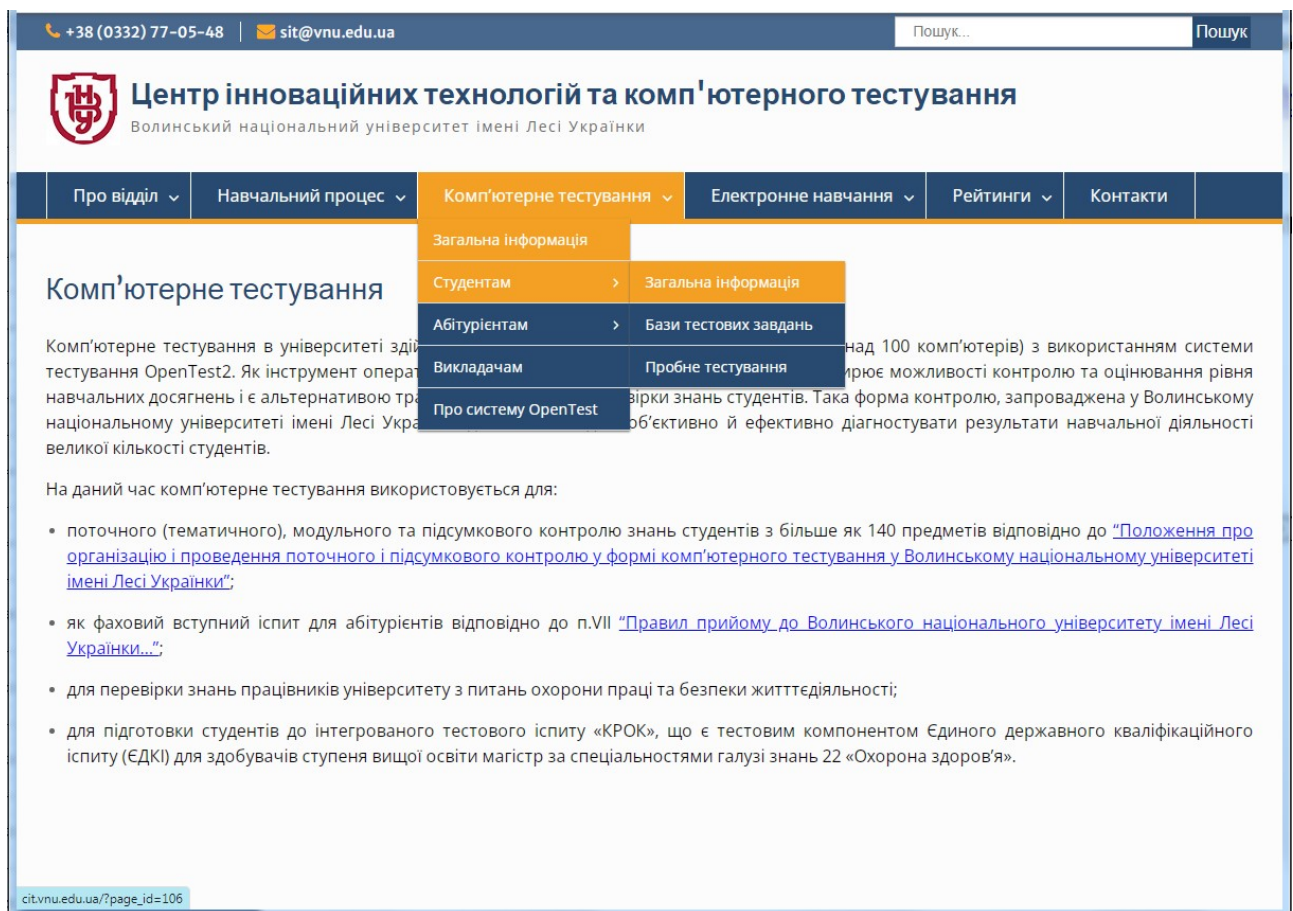 +38 (0332) 77-05-48 sit@vnu.edu.ua Пошук... Пошук
Центр інноваційних технологій та комп'ютерного тестування
Волинський національний університет імені Лесі Українки
Про відділ Навчальний процес Комп’ютерне тестування Електронне навчання Рейтинги Контакти
Загальна інформація
Студентам Загальна інформація
Абітурієнтам Бази тестових завдань
Викладачам Пробне тестування
Про систему OpenTest
Комп’ютерне тестування
Комп’ютерне тестування в університеті над 100 комп’ютерів) з використанням системи
тестування OpenTest2. Як інструмент можливості контролю та оцінювання рівня
навчальних досягнень і є альтернативою знань студентів. Така форма контролю, запроваджена у Волинському
національному університеті імені Лесі об’єктивно й ефективно діагностувати результати навчальної діяльності
великої кількості студентів.
На даний час комп’ютерне тестування використовується для:
• поточного (тематичного), модульного та підсумкового контролю знань студентів з більше як 140 предметів відповідно до “Положення про
організацію і проведення поточного і підсумкового контролю у формі комп’ютерного тестування у Волинському національному університеті
імені Лесі Українки”;
• як фаховий вступний іспит для абітурієнтів відповідно до п.VII “Правил прийому до Волинського національного університету імені Лесі
Українки...”;
• для перевірки знань працівників університету з питань охорони праці та безпеки житттєдіяльності;
• для підготовки студентів до інтегрованого тестового іспиту «КРОК», що є тестовим компонентом Єдиного державного кваліфікаційного
іспиту (ЄДКІ) для здобувачів ступеня вищої освіти магістр за спеціальностями галузі знань 22 «Охорона здоров’я».
cit.vnu.edu.ua/?page_id=106